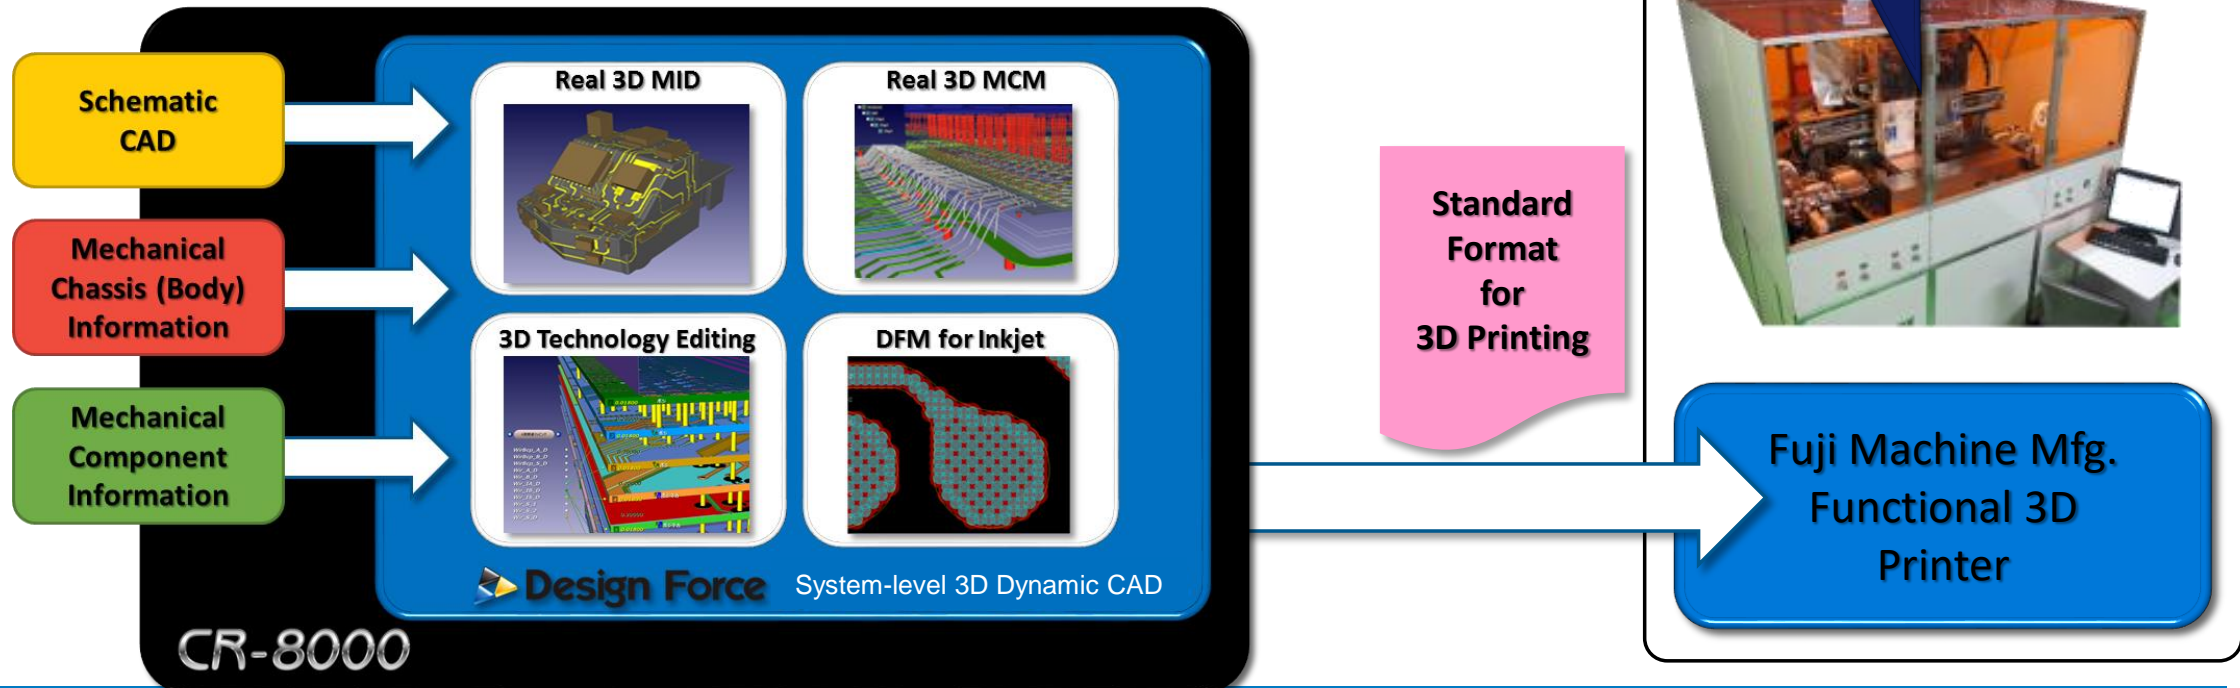 Schematic
CAD
Mechanical
Chassis (Body)
Information
Mechanical
Component
Information
Real 3D MID
Real 3D MCM
3D Technology Editing
DFM for Inkjet
Design Force
System-level 3D Dynamic CAD
CR-8000
Standard
Format
for
3D Printing
Fuji Machine Mfg.
Functional 3D
Printer